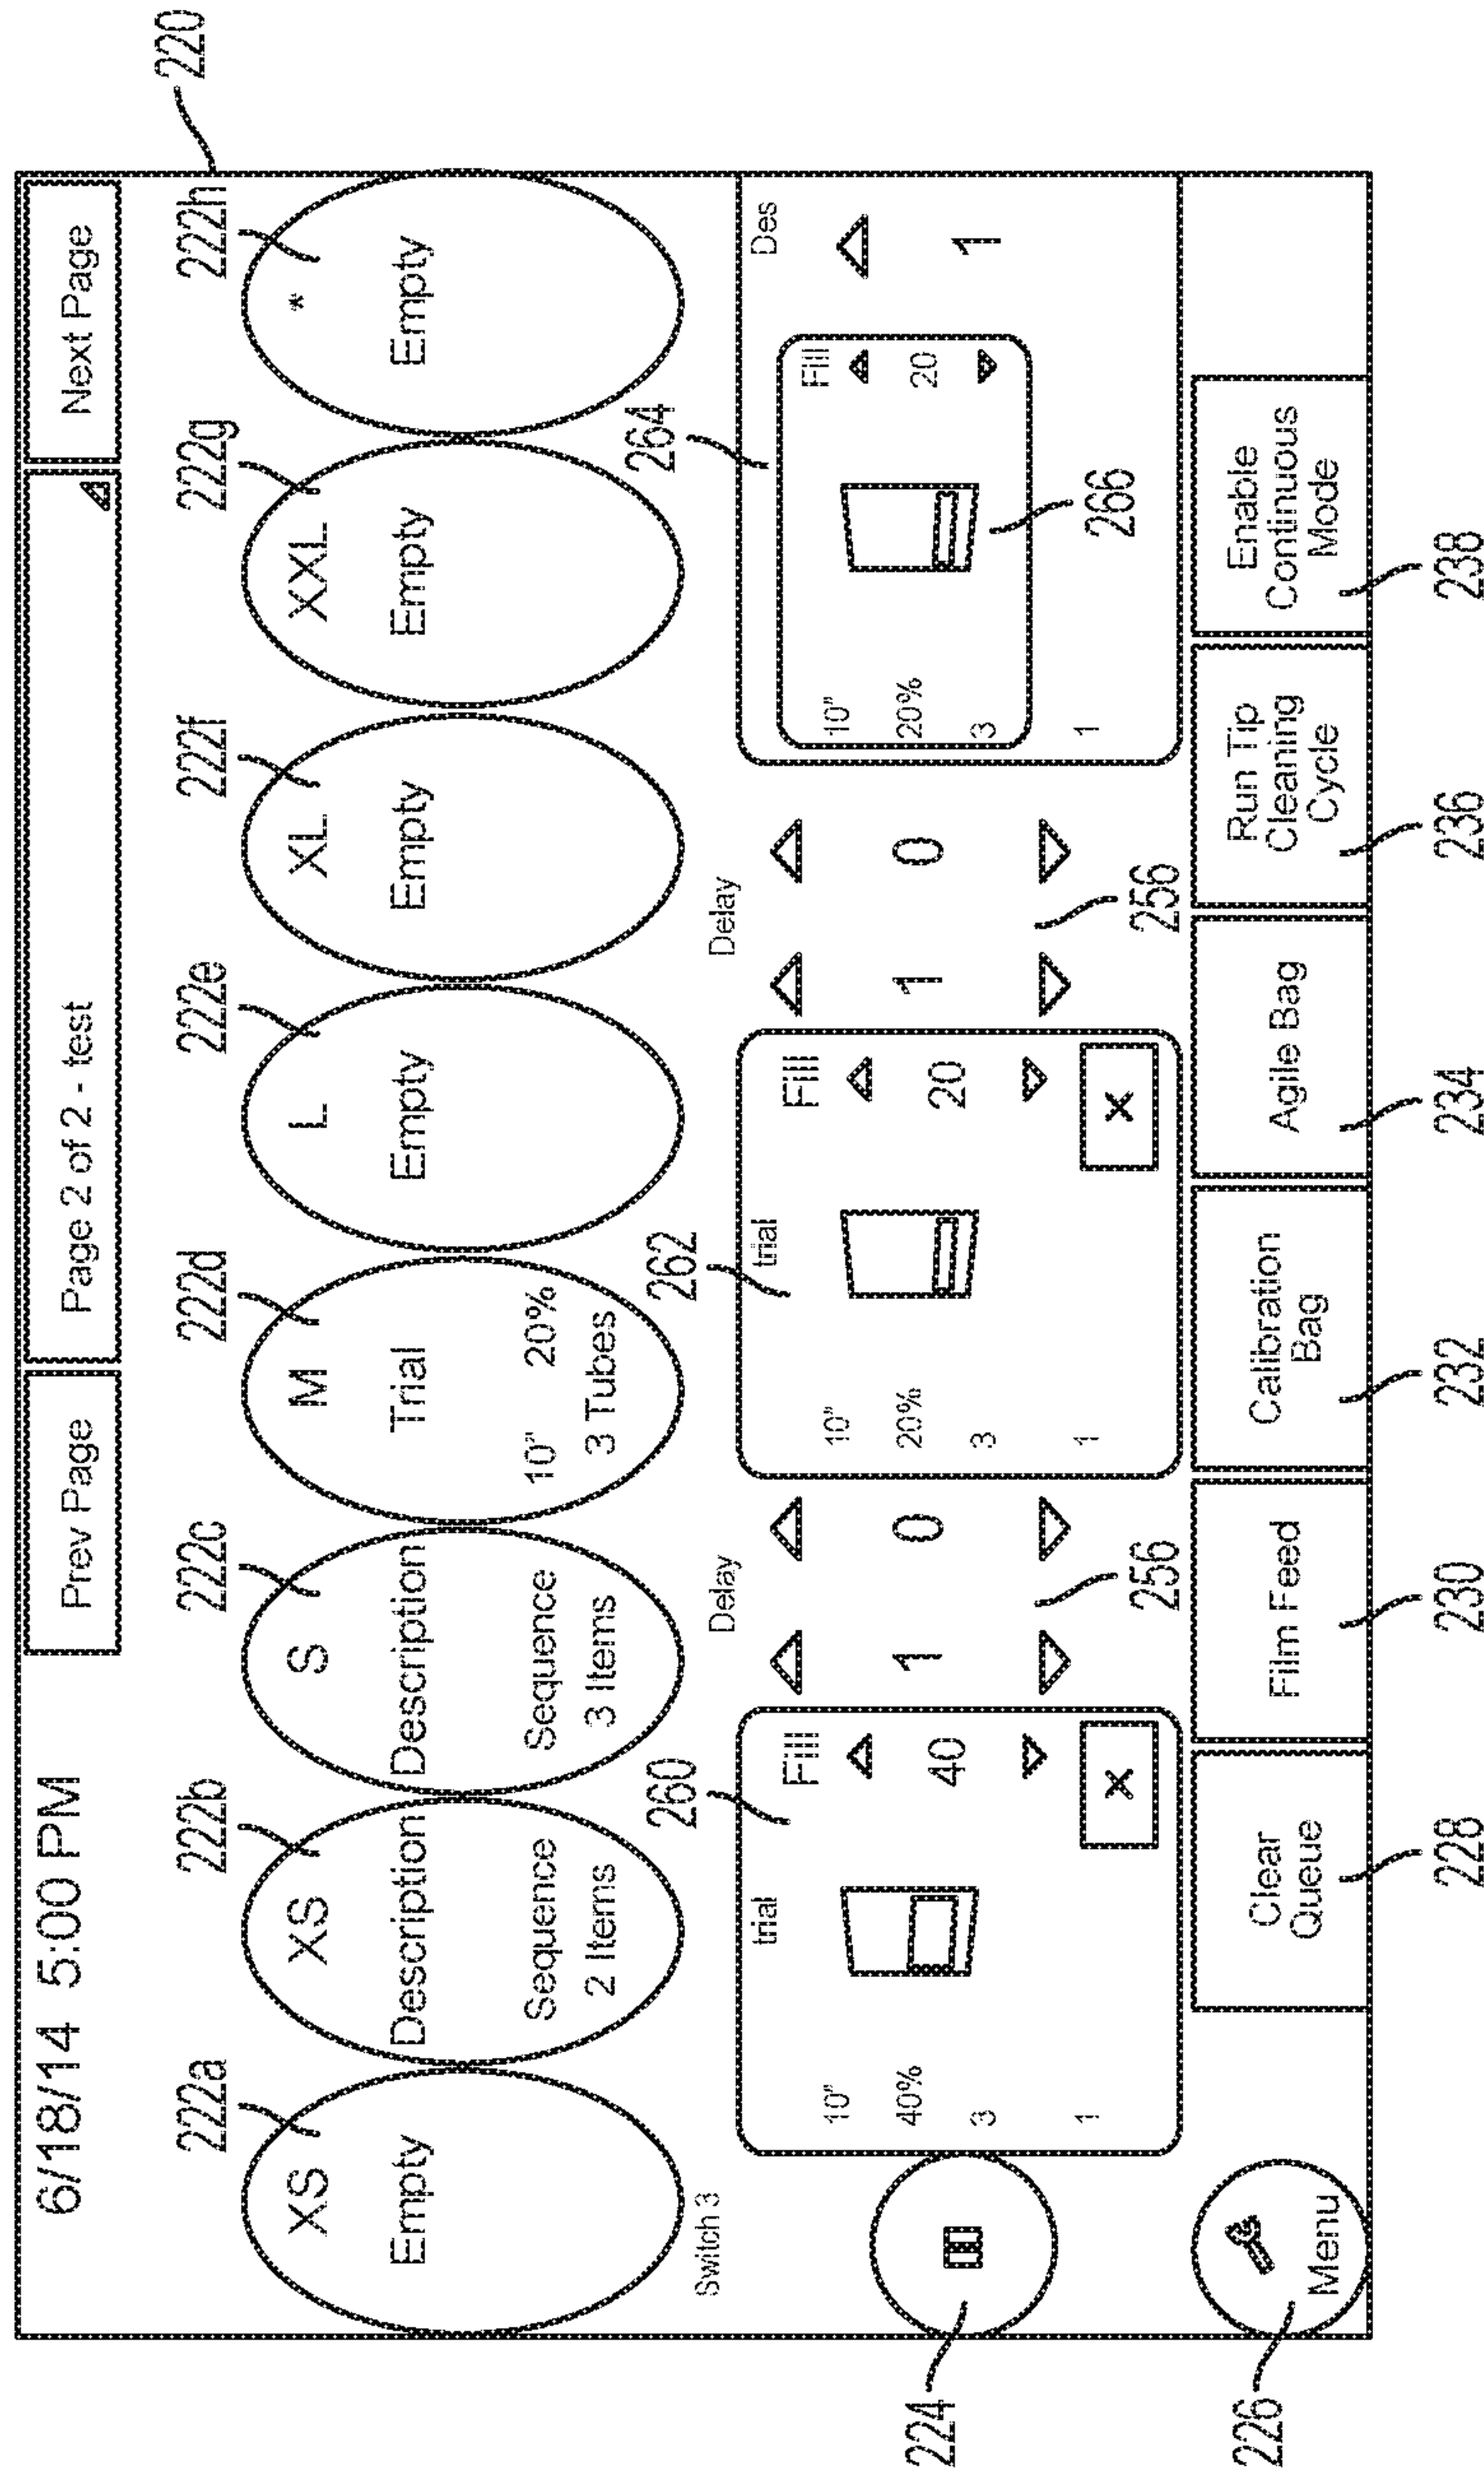 6/18/14 5:00 PM
Prev Page
Page 2 of 2 - test
Next Page
220
222a
222b
222c
222d
222e
222f
222g
222h
XS
Empty
XS
Description
Sequence
2 Items
S
Description
Sequence
3 Items
M
Trial
10" 20%
3 Tubes
L
Empty
XL
Empty
XXL
Empty
*
Empty
Switch 3
260
Delay
262
Delay
264
224
trial
10"
40%
3
1
Fill
40
X
1 0
256
trial
10"
20%
3
1
Fill
20
X
1 0
256
10"
20%
3
1
Fill
20
266
Des
1
226
Menu
Clear
Queue
Film Feed
Calibration
Bag
Agile Bag
Run Tip
Cleaning
Cycle
Enable
Continuous
Mode
228
230
232
234
236
238